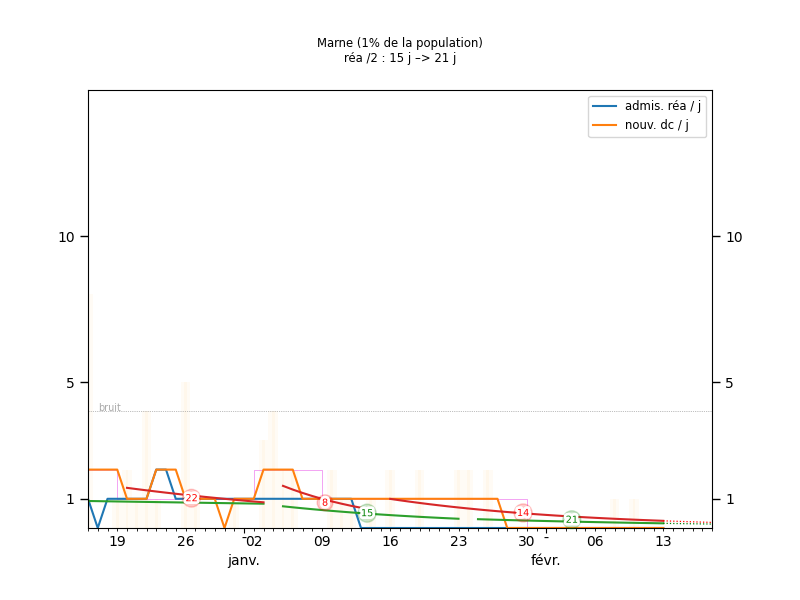 Marne (1% de la population)
réa /2 : 15 j –> 21 j
admis. réa / j
nouv. dc / j
10 10
5 5
bruit
1 1
22 8 15 14 21
19 26 02 09 16 23 30 06 13
janv. févr.